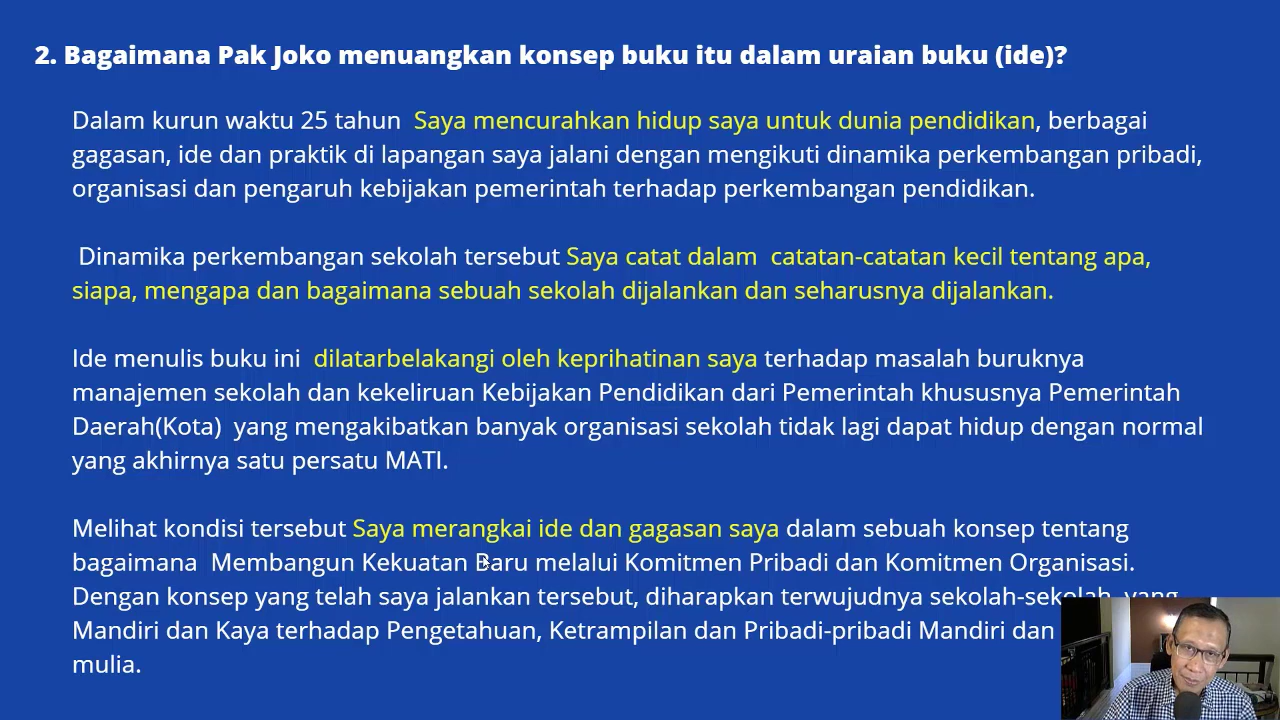 2. Bagaimana Pak Joko menuangkan konsep buku itu dalam uraian buku (ide)?
Dalam kurun waktu 25 tahun Saya mencurahkan hidup saya untuk dunia pendidikan, berbagai
gagasan, ide dan praktik di lapangan saya jalani dengan mengikuti dinamika perkembangan pribadi,
organisasi dan pengaruh kebijakan pemerintah terhadap perkembangan pendidikan.
Dinamika perkembangan sekolah tersebut Saya catat dalam catatan-catatan kecil tentang apa,
siapa, mengapa dan bagaimana sebuah sekolah dijalankan dan seharusnya dijalankan.
Ide menulis buku ini dilatarbelakangi oleh keprihatinan saya terhadap masalah buruknya
manajemen sekolah dan kekeliruan Kebijakan Pendidikan dari Pemerintah khususnya Pemerintah
Daerah(Kota) yang mengakibatkan banyak organisasi sekolah tidak lagi dapat hidup dengan normal
yang akhirnya satu persatu MATI.
Melihat kondisi tersebut Saya merangkai ide dan gagasan saya dalam sebuah konsep tentang
bagaimana Membangun Kekuatan Baru melalui Komitmen Pribadi dan Komitmen Organisasi.
Dengan konsep yang telah saya jalankan tersebut, diharapkan terwujudnya sekolah-sekolah yang
Mandiri dan Kaya terhadap Pengetahuan, Ketrampilan dan Pribadi-pribadi Mandiri dan
mulia.